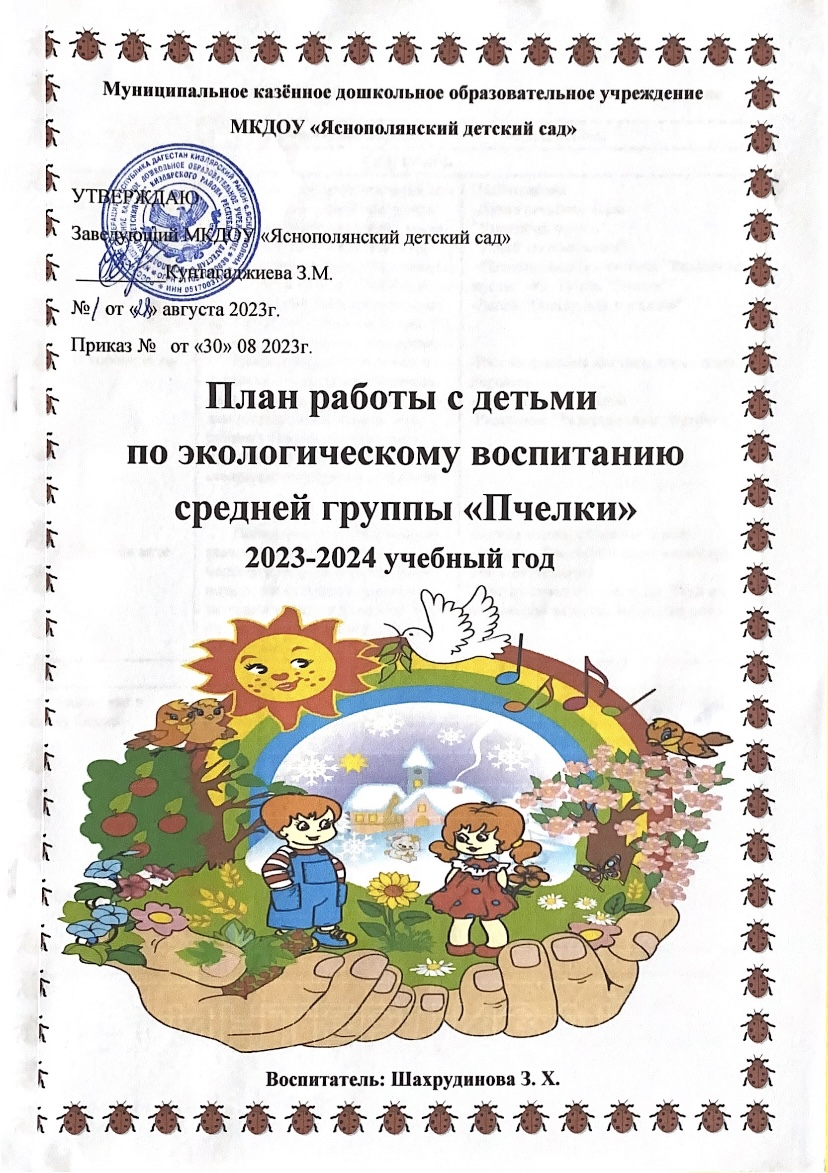 Муниципальное казённое дошкольное образовательное учреждение
МКДОУ «Яснополянский детский сад»
УТВЕРЖДАЮ
Заведующий МКДОУ «Яснополянский детский сад»
Кунтагаджиева З.М.
№1 от «28» августа 2023г.
Приказ № от «30» 08 2023г.
План работы с детьми
по экологическому воспитанию
средней группы «Пчелки»
2023-2024 учебный год
Воспитатель: Шахрудинова З. Х.